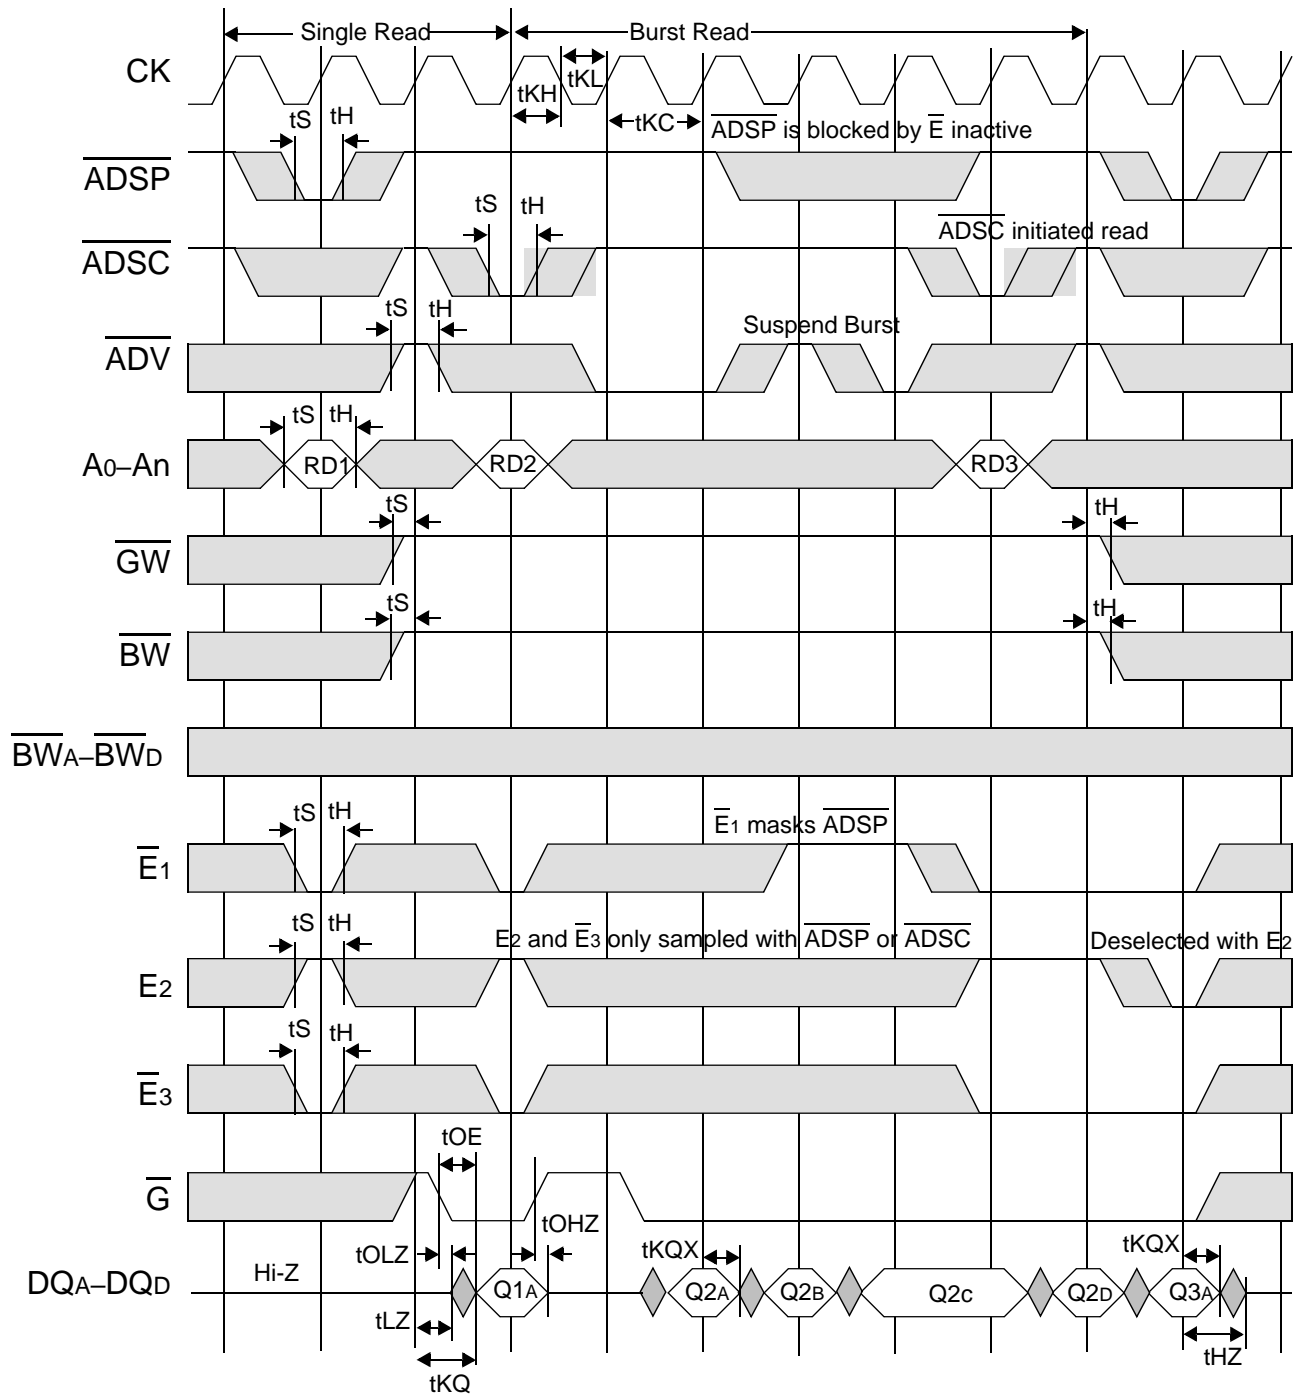 Single Read
Burst Read
CK
tKL
tKH
tS
tH
tKC
ADSP is blocked by E inactive
ADSP
tS
tH
ADSC initiated read
ADSC
tS
tH
Suspend Burst
ADV
tS
tH
A0–An
RD1
RD2
RD3
tS
tH
GW
tS
tH
BW
BWA–BWD
tS
tH
E1 masks ADSP
E1
tS
tH
E2 and E3 only sampled with ADSP or ADSC
Deselected with E2
E2
tS
tH
E3
tOE
G
tOHZ
tOLZ
tKQX
tKQX
Hi-Z
DQA–DQD
Q1A
Q2A
Q2B
Q2c
Q2D
Q3A
tLZ
tHZ
tKQ